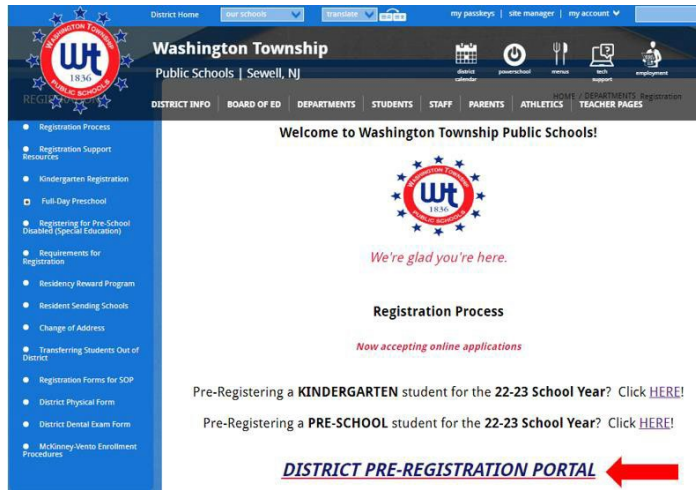 District Home our schools translate my passkeys | site manager | my account
WASHINGTON TOWNSHIP
Wt
1836
PUBLIC SCHOOLS
Washington Township
Public Schools | Sewell, NJ
district calendar
powerschool
menus
tech support
employment
HOME / DEPARTMENTS Registration
DISTRICT INFO BOARD OF ED DEPARTMENTS STUDENTS STAFF PARENTS ATHLETICS TEACHER PAGES
Registration Process
Registration Support
Resources
Kindergarten Registration
Full-Day Preschool
Registering for Pre-School
Disabled (Special Education)
Requirements for
Registration
Residency Reward Program
Resident Sending Schools
Change of Address
Transferring Students Out of
District
Registration Forms for SOP
District Physical Form
District Dental Exam Form
McKinney-Vento Enrollment
Procedures
Welcome to Washington Township Public Schools!
WASHINGTON TOWNSHIP
Wt
1836
PUBLIC SCHOOLS
We're glad you're here.
Registration Process
Now accepting online applications
Pre-Registering a KINDERGARTEN student for the 22-23 School Year? Click HERE!
Pre-Registering a PRE-SCHOOL student for the 22-23 School Year? Click HERE!
DISTRICT PRE-REGISTRATION PORTAL